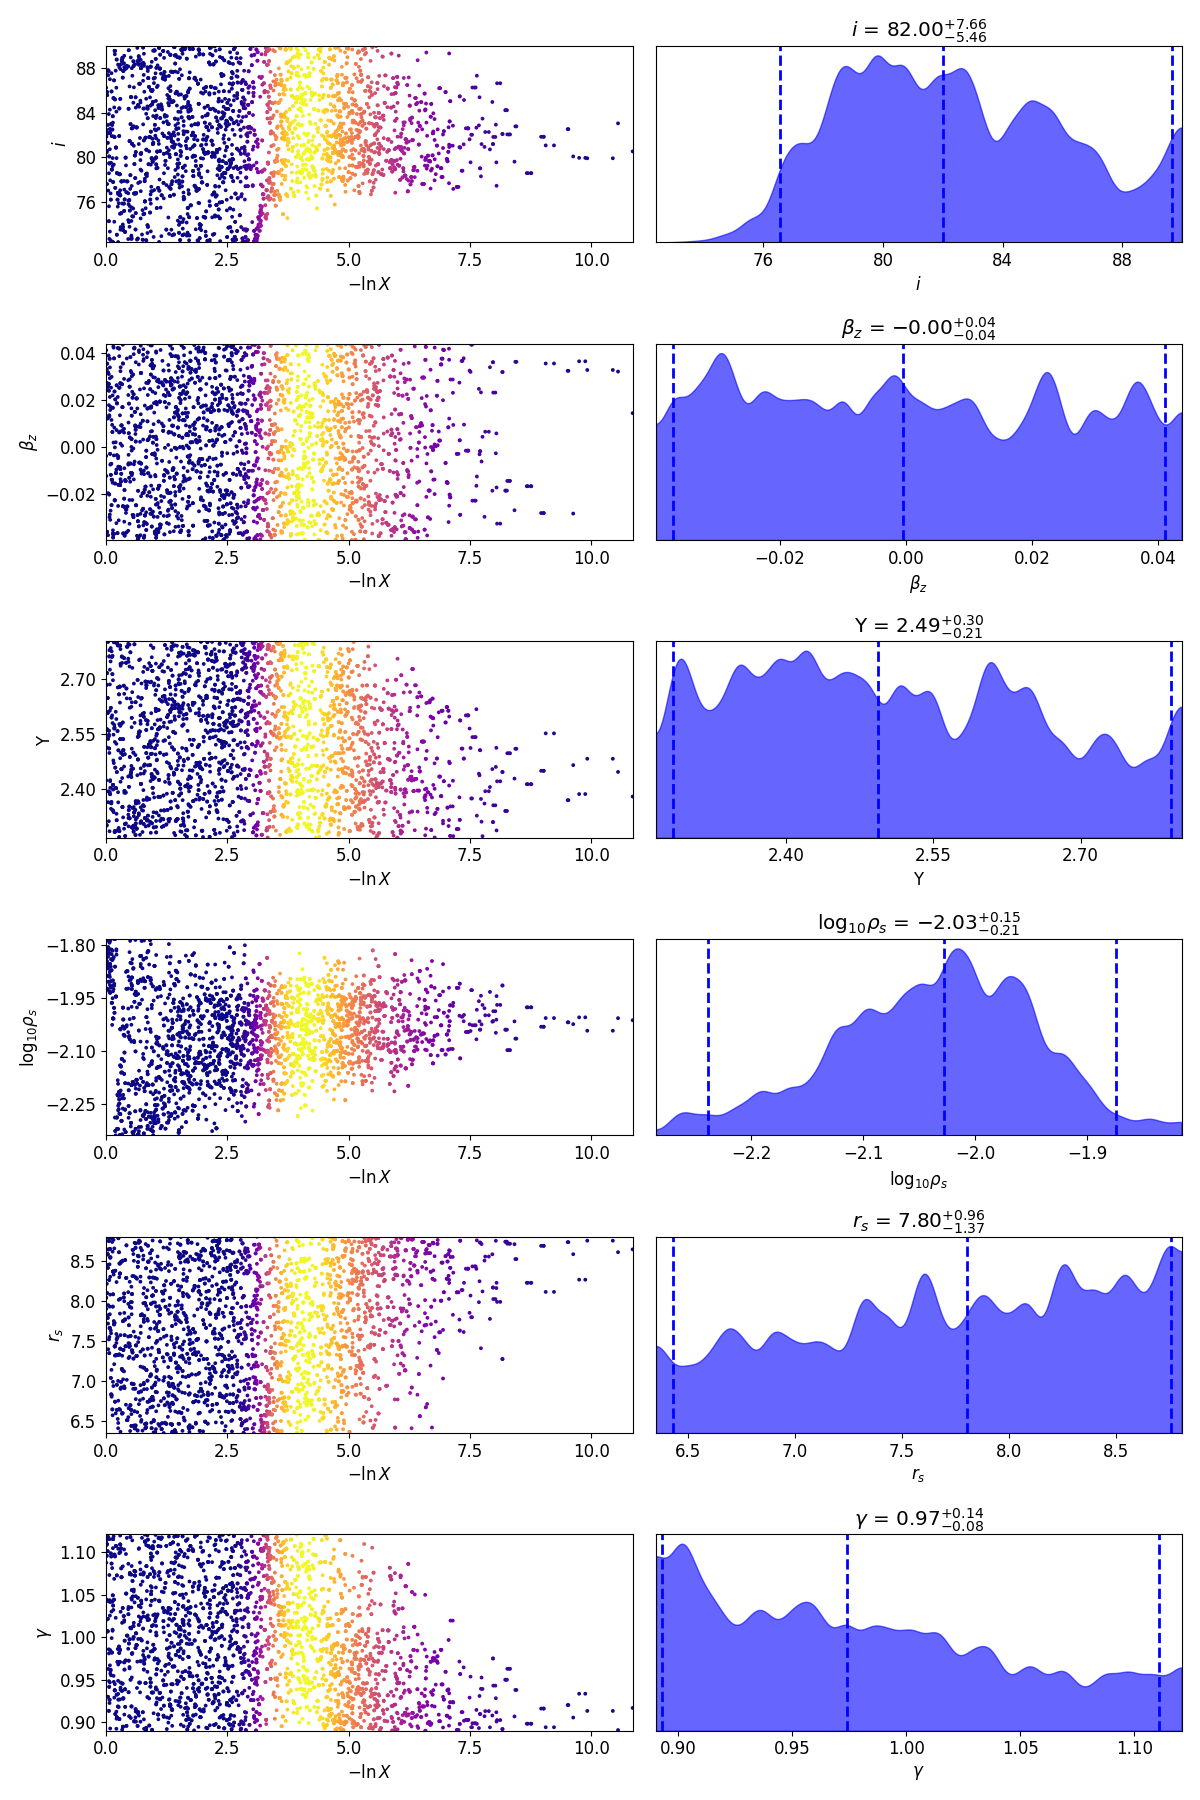 i = 82.00+7.66−5.46
88
84
80
76
i
0.0 2.5 5.0 7.5 10.0
76 80 84 88
−ln X
i
βz = −0.00+0.04−0.04
0.04
0.02
0.00
−0.02
βz
0.0 2.5 5.0 7.5 10.0
−0.02 0.00 0.02 0.04
−ln X
βz
Y = 2.49+0.30−0.21
2.70
2.55
2.40
Y
0.0 2.5 5.0 7.5 10.0
2.40 2.55 2.70
−ln X
Y
log10ρs = −2.03+0.15−0.21
−1.80
−1.95
−2.10
−2.25
log10ρs
0.0 2.5 5.0 7.5 10.0
−2.2 −2.1 −2.0 −1.9
−ln X
log10ρs
rs = 7.80+0.96−1.37
8.5
8.0
7.5
7.0
6.5
rs
0.0 2.5 5.0 7.5 10.0
6.5 7.0 7.5 8.0 8.5
−ln X
rs
γ = 0.97+0.14−0.08
1.10
1.05
1.00
0.95
0.90
γ
0.0 2.5 5.0 7.5 10.0
0.90 0.95 1.00 1.05 1.10
−ln X
γ